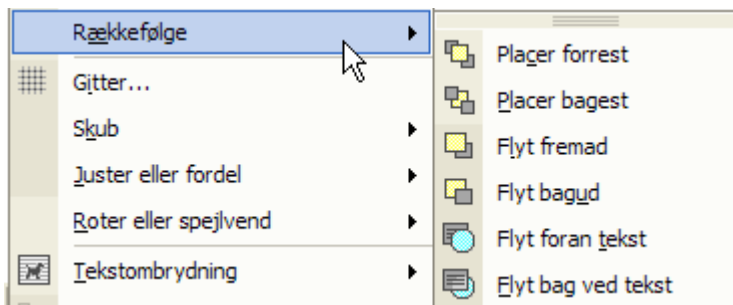 Rækkefølge
Gitter...
Skub
Juster eller fordel
Roter eller spejlvend
Tekstombrydning
Placer forrest
Placer bagest
Flyt fremad
Flyt bagud
Flyt foran tekst
Flyt bag ved tekst